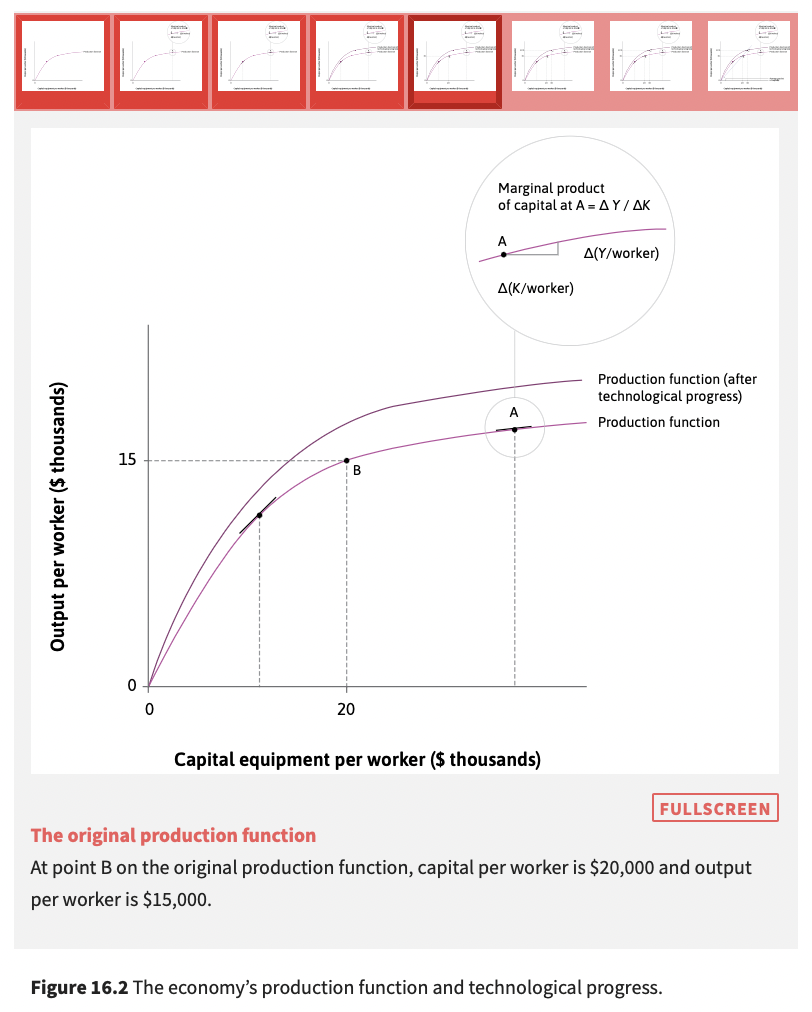 Marginal product
of capital at A = Δ Y / ΔK
A
Δ(Y/worker)
Δ(K/worker)
Production function (after
technological progress)
A
Production function
15
B
Output per worker ($ thousands)
0
0
20
Capital equipment per worker ($ thousands)
FULLSCREEN
The original production function
At point B on the original production function, capital per worker is $20,000 and output
per worker is $15,000.
Figure 16.2 The economy’s production function and technological progress.